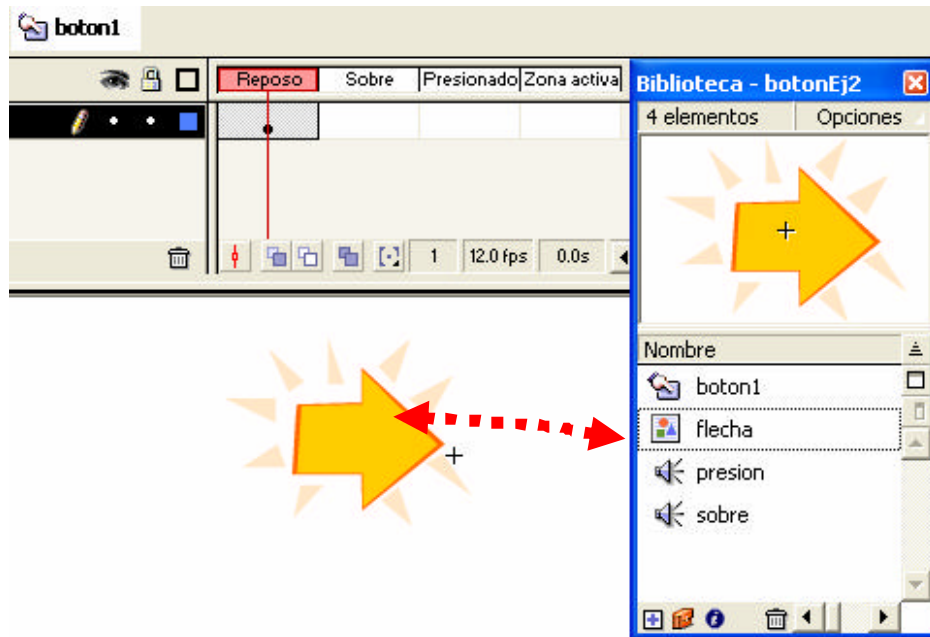 boton1
Reposo Sobre Presionado Zona activa
1 12.0 fps 0.0s
Biblioteca - botonEj2
4 elementos Opciones
Nombre
boton1
flecha
presion
sobre